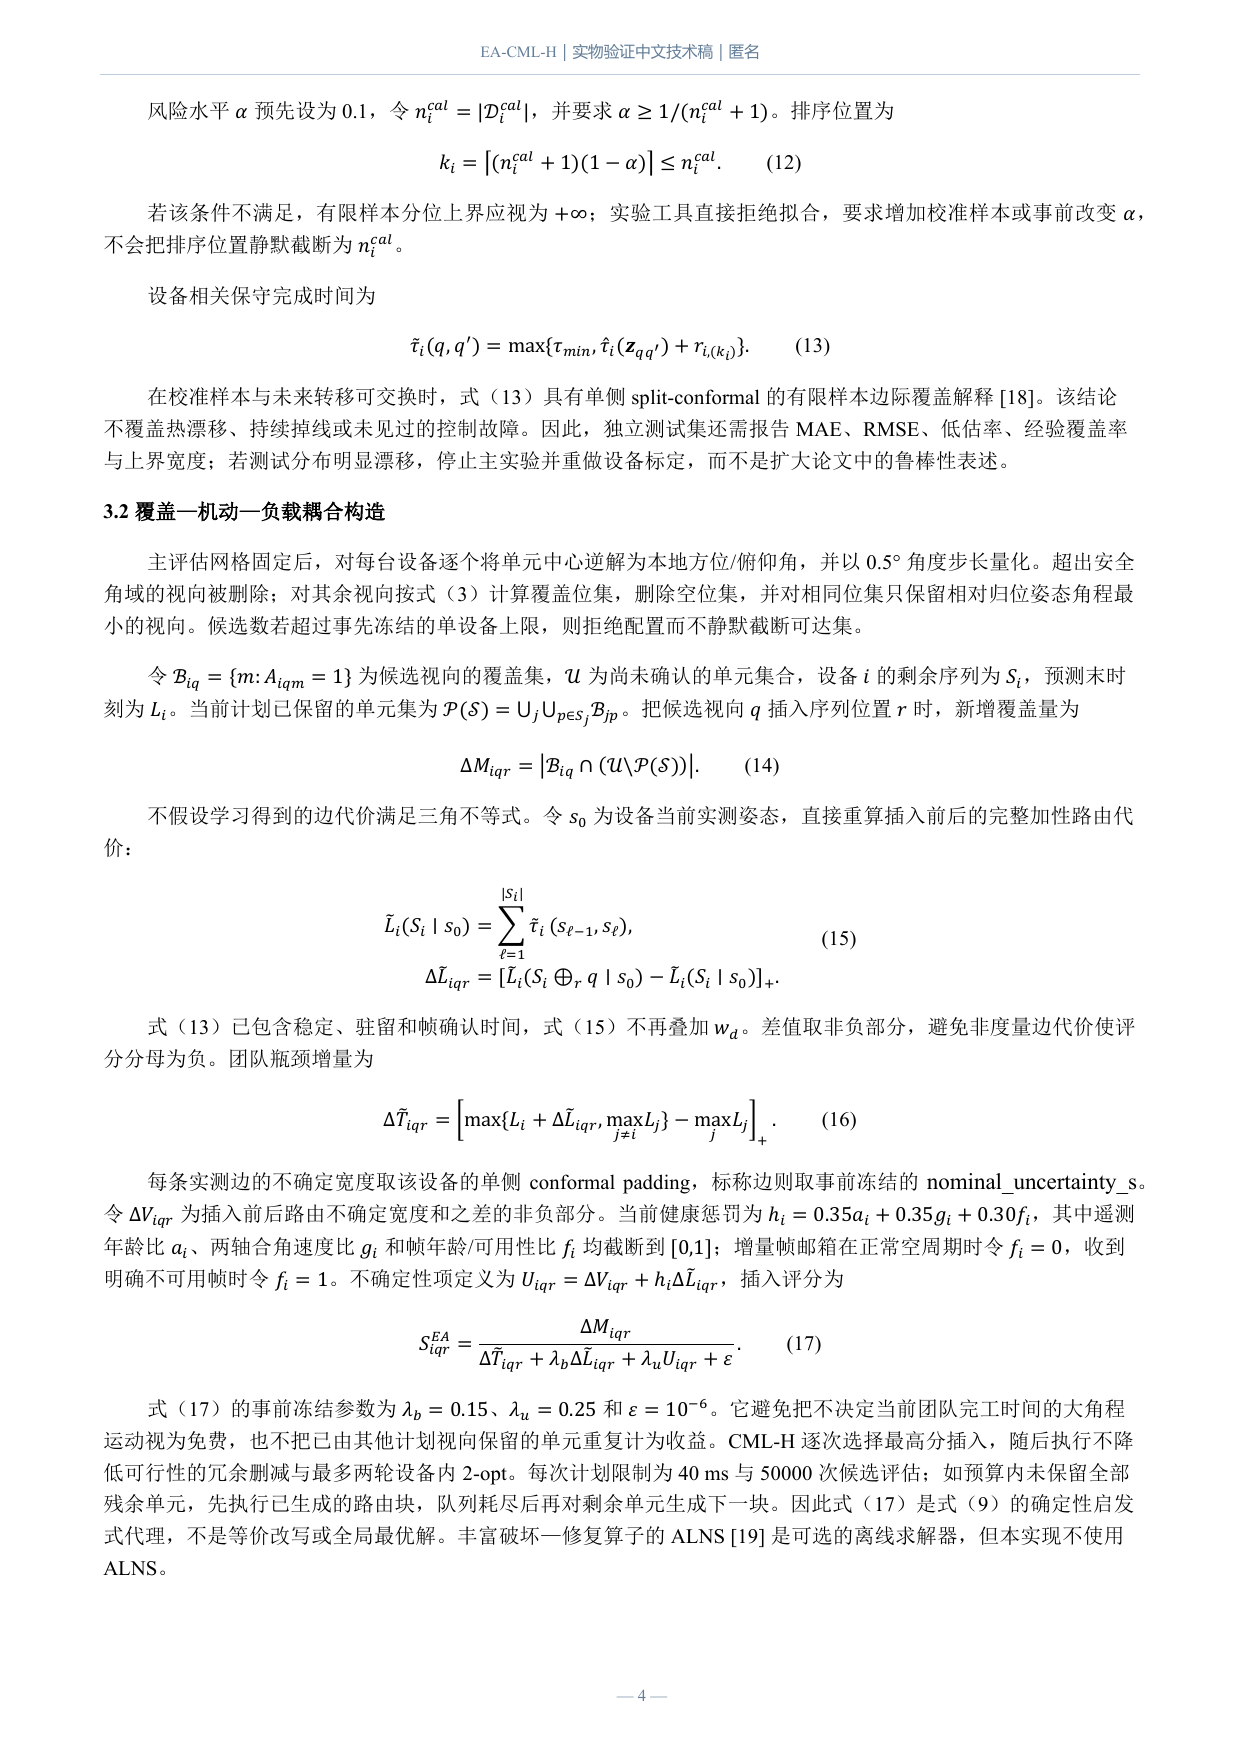 EA-CML-H | 实物验证中文技术稿 | 匿名
风险水平 α 预先设为 0.1，令 n_i^{cal} = |𝒟_i^{cal}|，并要求 α ≥ 1/(n_i^{cal} + 1)。排序位置为
k_i = ⌈(n_i^{cal} + 1)(1 − α)⌉ ≤ n_i^{cal}. (12)
若该条件不满足，有限样本分位上界应视为 +∞；实验工具直接拒绝拟合，要求增加校准样本或事前改变 α，
不会把排序位置静默截断为 n_i^{cal}。
设备相关保守完成时间为
τ̃_i(q, q′) = max{τ_{min}, τ̂_i(𝒛_{qq′}) + r_{i,(k_i)}}. (13)
在校准样本与未来转移可交换时，式（13）具有单侧 split-conformal 的有限样本边际覆盖解释 [18]。该结论
不覆盖热漂移、持续掉线或未见过的控制故障。因此，独立测试集还需报告 MAE、RMSE、低估率、经验覆盖率
与上界宽度；若测试分布明显漂移，停止主实验并重做设备标定，而不是扩大论文中的鲁棒性表述。
3.2 覆盖—机动—负载耦合构造
主评估网格固定后，对每台设备逐个将单元中心逆解为本地方位/俯仰角，并以 0.5° 角度步长量化。超出安全
角域的视向被删除；对其余视向按式（3）计算覆盖位集，删除空位集，并对相同位集只保留相对归位姿态角程最
小的视向。候选数若超过事先冻结的单设备上限，则拒绝配置而不静默截断可达集。
令 ℬ_{iq} = {m: A_{iqm} = 1} 为候选视向的覆盖集，𝒰 为尚未确认的单元集合，设备 i 的剩余序列为 S_i，预测末时
刻为 L_i。当前计划已保留的单元集为 𝒫(𝒮) = ⋃_j⋃_{p∈S_j}ℬ_{jp}。把候选视向 q 插入序列位置 r 时，新增覆盖量为
ΔM_{iqr} = |ℬ_{iq} ∩ (𝒰\𝒫(𝒮))|. (14)
不假设学习得到的边代价满足三角不等式。令 s_0 为设备当前实测姿态，直接重算插入前后的完整加性路由代
价：
L̃_i(S_i ∣ s_0) = ∑_{ℓ=1}^{|S_i|} τ̃_i (s_{ℓ−1}, s_ℓ), (15)
ΔL̃_{iqr} = [L̃_i(S_i ⊕_r q ∣ s_0) − L̃_i(S_i ∣ s_0)]_+.
式（13）已包含稳定、驻留和帧确认时间，式（15）不再叠加 w_d。差值取非负部分，避免非度量边代价使评
分分母为负。团队瓶颈增量为
ΔT̃_{iqr} = [max{L_i + ΔL̃_{iqr}, max_{j≠i} L_j} − max_j L_j]_+. (16)
每条实测边的不确定宽度取该设备的单侧 conformal padding，标称边则取事前冻结的 nominal_uncertainty_s。
令 ΔV_{iqr} 为插入前后路由不确定宽度和之差的非负部分。当前健康惩罚为 h_i = 0.35a_i + 0.35g_i + 0.30f_i，其中遥测
年龄比 a_i、两轴合角速度比 g_i 和帧年龄/可用性比 f_i 均截断到 [0,1]；增量帧邮箱在正常空周期时令 f_i = 0，收到
明确不可用帧时令 f_i = 1。不确定性项定义为 U_{iqr} = ΔV_{iqr} + h_iΔL̃_{iqr}，插入评分为
S_{iqr}^{EA} = ΔM_{iqr} / (ΔT̃_{iqr} + λ_bΔL̃_{iqr} + λ_uU_{iqr} + ε). (17)
式（17）的事前冻结参数为 λ_b = 0.15、λ_u = 0.25 和 ε = 10^{−6}。它避免把不决定当前团队完工时间的大角程
运动视为免费，也不把已由其他计划视向保留的单元重复计为收益。CML-H 逐次选择最高分插入，随后执行不降
低可行性的冗余删减与最多两轮设备内 2-opt。每次计划限制为 40 ms 与 50000 次候选评估；如预算内未保留全部
残余单元，先执行已生成的路由块，队列耗尽后再对剩余单元生成下一块。因此式（17）是式（9）的确定性启发
式代理，不是等价改写或全局最优解。丰富破坏—修复算子的 ALNS [19] 是可选的离线求解器，但本实现不使用
ALNS。
— 4 —